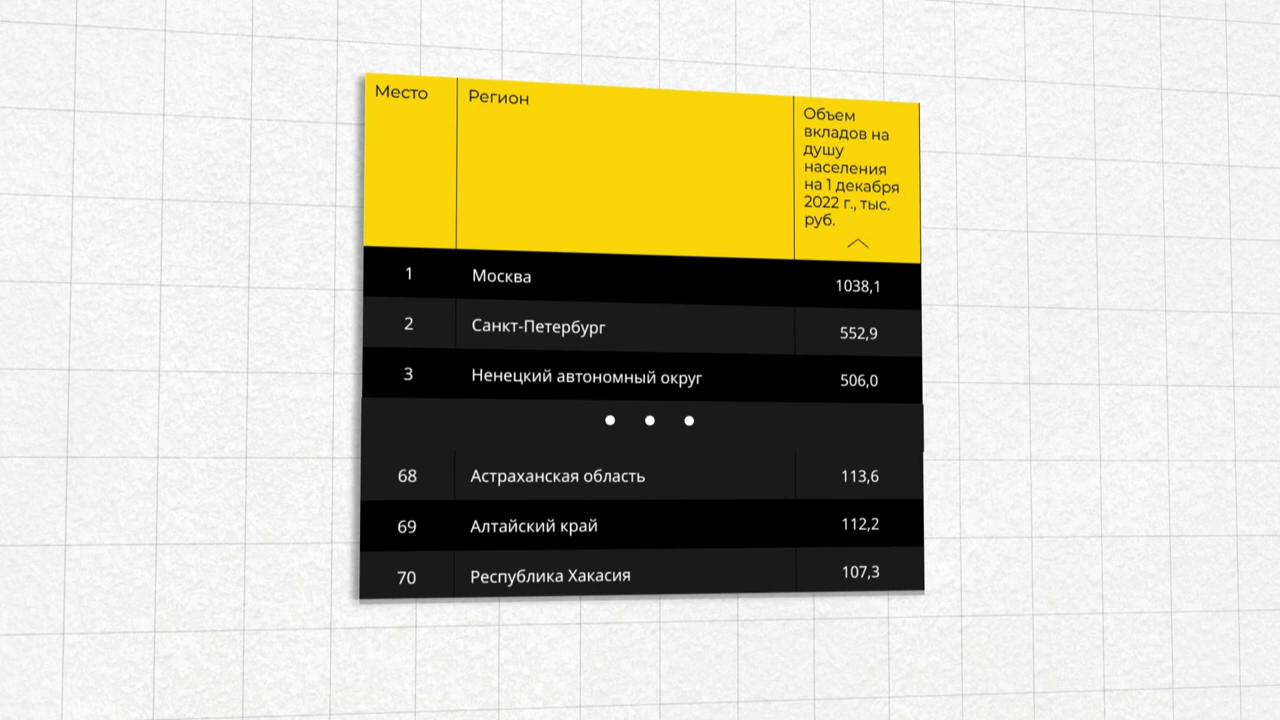 Место Регион Объем
вкладов на
душу
населения
на 1 декабря
2022 г., тыс.
руб.
1 Москва 1038,1
2 Санкт-Петербург 552,9
3 Ненецкий автономный округ 506,0
68 Астраханская область 113,6
69 Алтайский край 112,2
70 Республика Хакасия 107,3